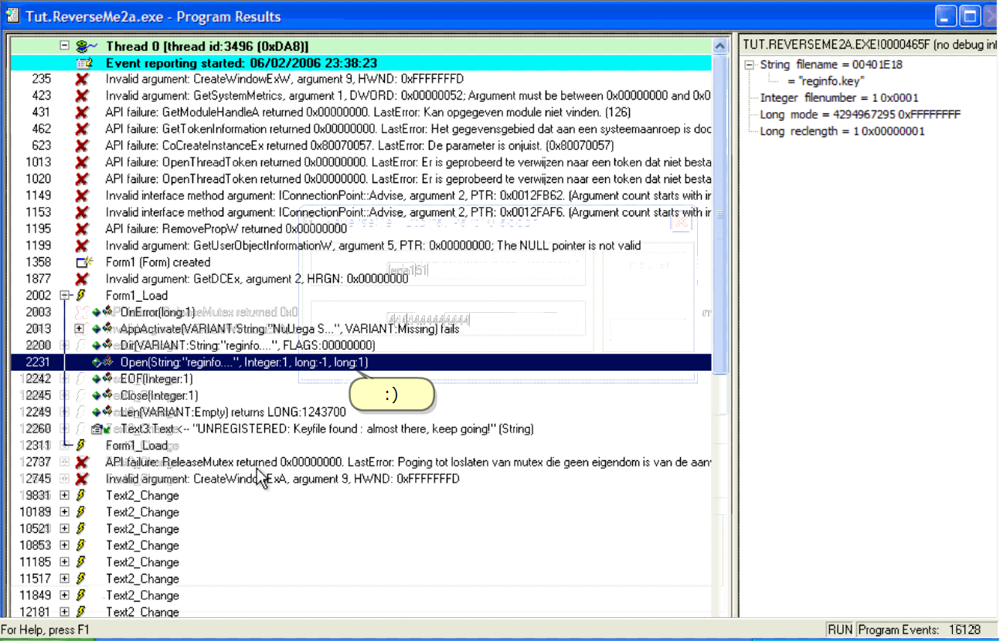 Tut.ReverseMe2a.exe - Program Results
Thread 0 [thread id:3496 (0xDA8)]
Event reporting started: 06/02/2006 23:38:23
235 Invalid argument: CreateWindowExW, argument 9, HWND: 0xFFFFFFFD
423 Invalid argument: GetSystemMetrics, argument 1, DWORD: 0x00000052; Argument must be between 0x00000000 and 0x0
431 API failure: GetModuleHandleA returned 0x00000000. LastError: Kan opgegeven module niet vinden. (126)
462 API failure: GetTokenInformation returned 0x00000000. LastError: Het gegevensgebied dat aan een systeemaanroep is doc
623 API failure: CoCreateInstanceEx returned 0x80070057. LastError: De parameter is onjuist. (0x80070057)
1013 API failure: OpenThreadToken returned 0x00000000. LastError: Er is geprobeerd te verwijzen naar een token dat niet besta
1020 API failure: OpenThreadToken returned 0x00000000. LastError: Er is geprobeerd te verwijzen naar een token dat niet besta
1149 Invalid interface method argument: IConnectionPoint::Advise, argument 2, PTR: 0x0012FB62. (Argument count starts with ir
1153 Invalid interface method argument: IConnectionPoint::Advise, argument 2, PTR: 0x0012FAF6. (Argument count starts with ir
1195 API failure: RemovePropW returned 0x00000000
1199 Invalid argument: GetUserObjectInformationW, argument 5, PTR: 0x00000000; The NULL pointer is not valid
1358 Form1 (Form) created
1877 Invalid argument: GetDCEx, argument 2, HRGN: 0x00000000
2002 Form1_Load
2003 OnError(long:1)
2013 AppActivate(VARIANT:String:"NuUega S...", VARIANT:Missing) fails
2200 Dir(VARIANT:String:"reginfo....", FLAGS:00000000)
2231 Open(String:"reginfo....", Integer:1, long:-1, long:1)
2242 EOF(Integer:1)
2245 Close(Integer:1)
2249 Len(VARIANT:Empty) returns LONG:1243700
2260 Text3.Text <-- "UNREGISTERED: Keyfile found : almost there, keep going!" (String)
2311 Form1_Load
2737 API failure: ReleaseMutex returned 0x00000000. LastError: Poging tot loslaten van mutex die geen eigendom is van de aan
2745 Invalid argument: CreateWindowExA, argument 9, HWND: 0xFFFFFFFD
Text2_Change
10189 Text2_Change
10521 Text2_Change
10853 Text2_Change
11185 Text2_Change
11517 Text2_Change
11849 Text2_Change
12181 Text2_Change
:)
TUT.REVERSEME2A.EXE!0000465F (no debug in
String filename = 00401E18
= "reginfo.key"
Integer filenumber = 1 0x0001
Long mode = 4294967295 0xFFFFFFFF
Long reclength = 1 0x00000001
For Help, press F1
RUN Program Events: 16128